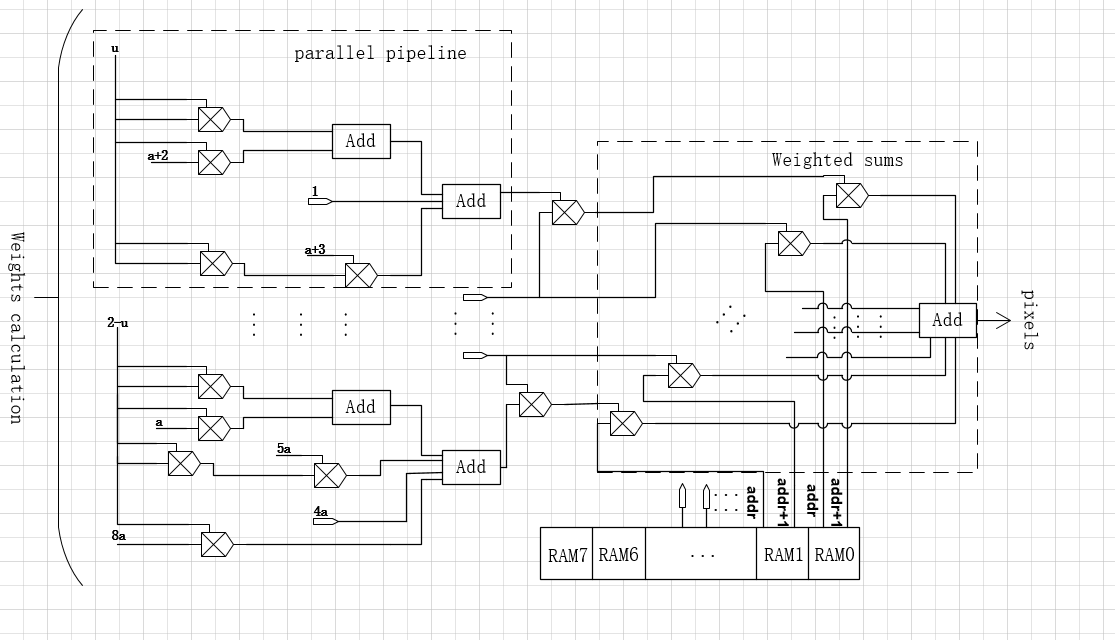 u
parallel pipeline
a+2
Add
1
Add
a+3
Weights calculation
2-u
a
Add
5a
Add
4a
8a
Weighted sums
Add
pixels
addr
addr+1
addr
addr+1
RAM7
RAM6
...
RAM1
RAM0